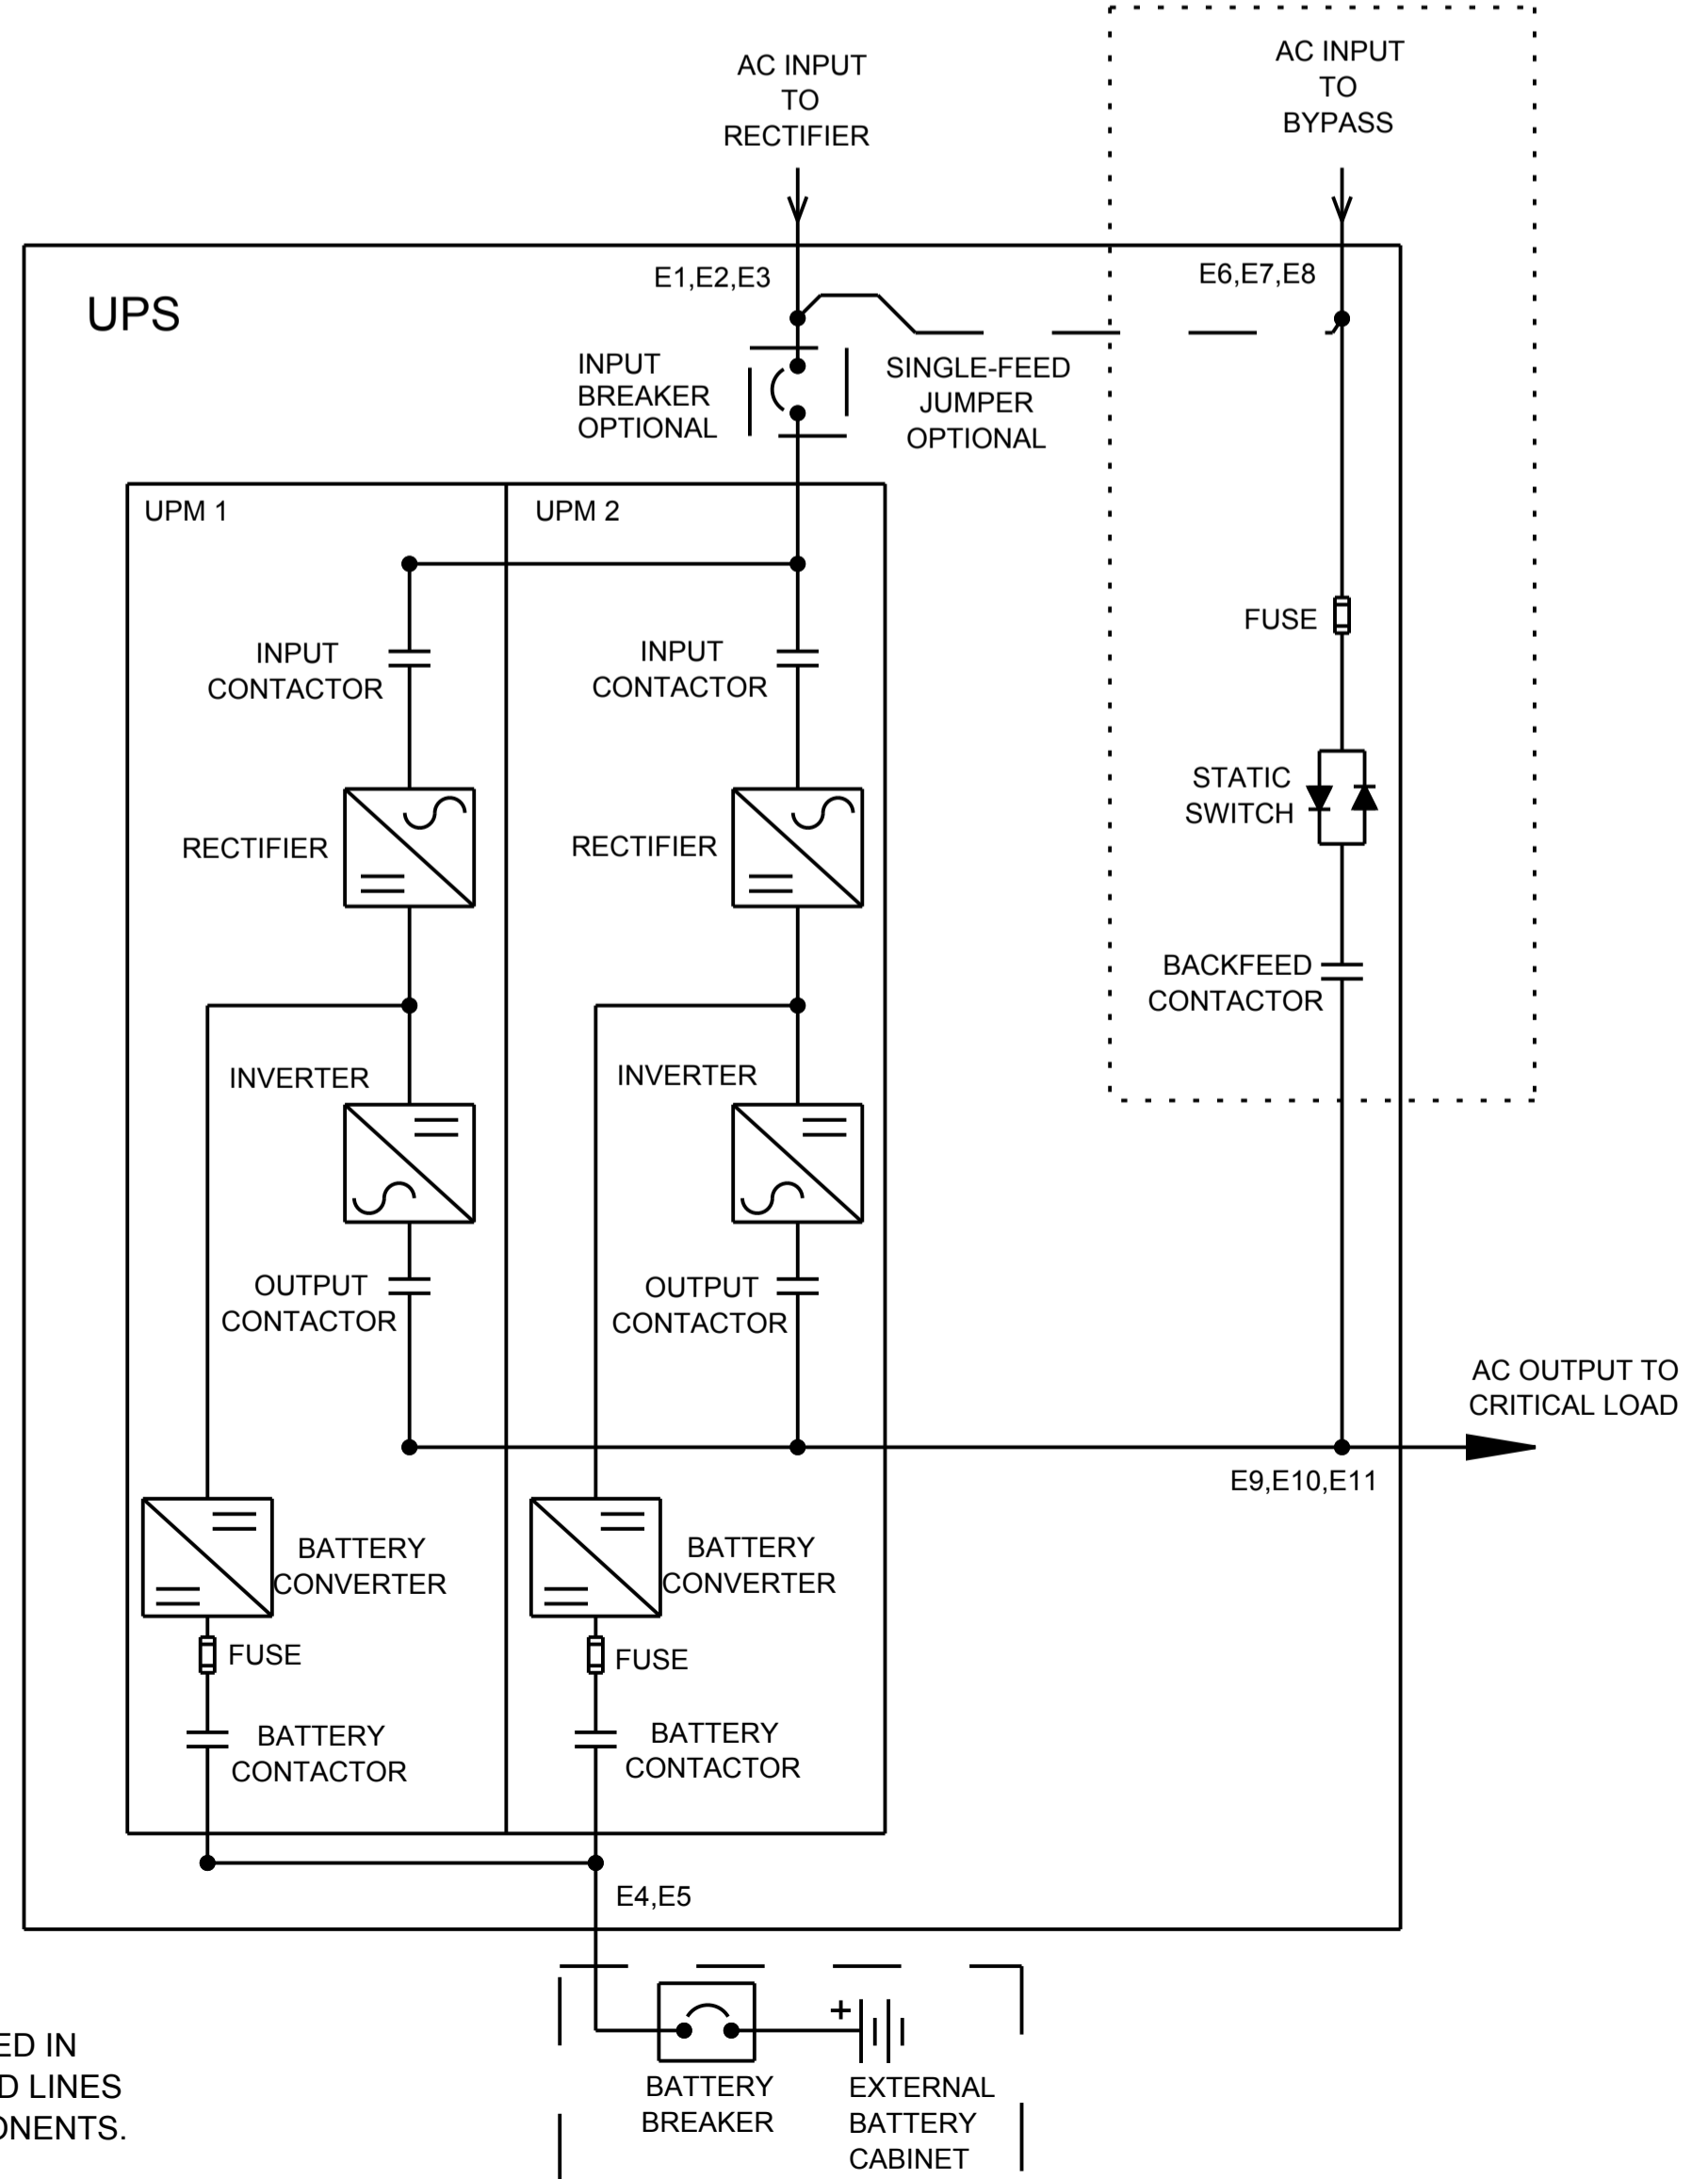 AC INPUT
TO
RECTIFIER
AC INPUT
TO
BYPASS
E1,E2,E3
E6,E7,E8
UPS
INPUT
BREAKER
OPTIONAL
SINGLE-FEED
JUMPER
OPTIONAL
UPM 1
UPM 2
FUSE
INPUT
CONTACTOR
INPUT
CONTACTOR
STATIC
SWITCH
RECTIFIER
RECTIFIER
BACKFEED
CONTACTOR
INVERTER
INVERTER
OUTPUT
CONTACTOR
OUTPUT
CONTACTOR
AC OUTPUT TO
CRITICAL LOAD
E9,E10,E11
BATTERY
CONVERTER
BATTERY
CONVERTER
FUSE
FUSE
BATTERY
CONTACTOR
BATTERY
CONTACTOR
E4,E5
+
BATTERY
BREAKER
EXTERNAL
BATTERY
CABINET
IN
LINES